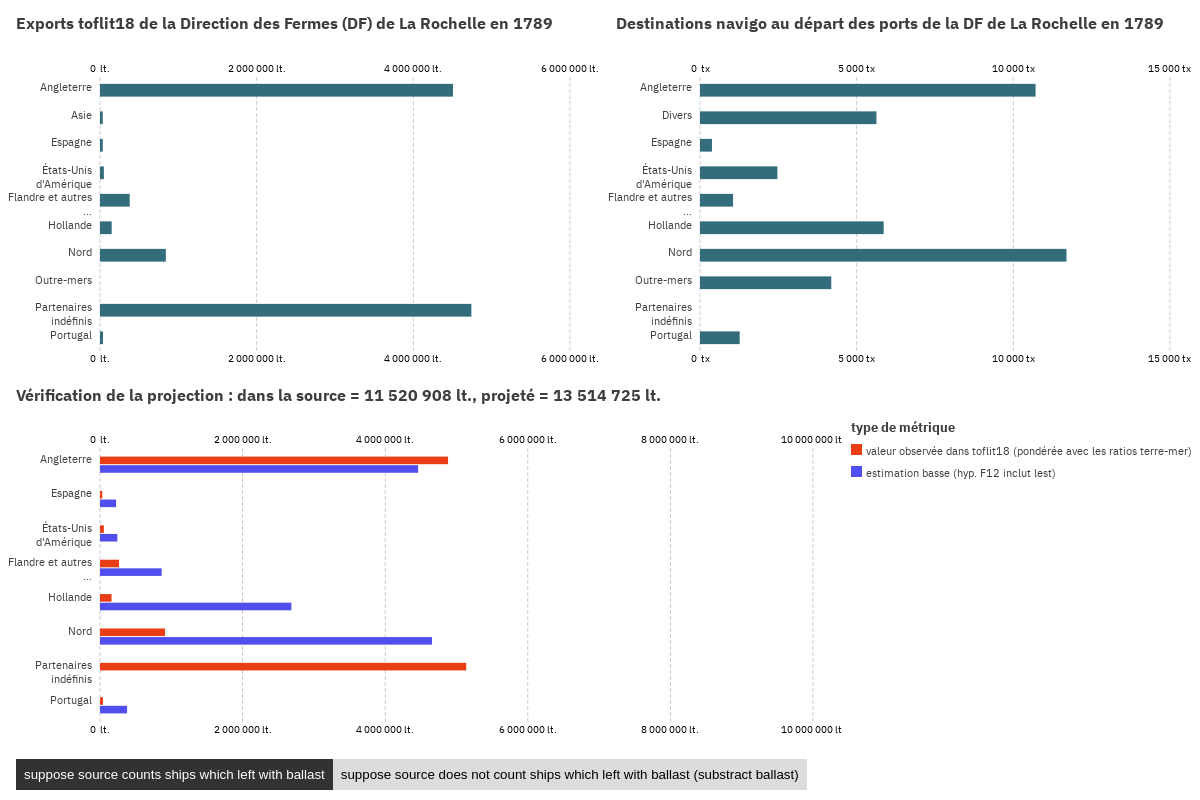 Exports toflit18 de la Direction des Fermes (DF) de La Rochelle en 1789
0 lt.
2 000 000 lt.
4 000 000 lt.
6 000 000 lt.
Angleterre
Asie
Espagne
États-Unis
d'Amérique
Flandre et autres
...
Hollande
Nord
Outre-mers
Partenaires
indéfinis
Portugal
0 lt.
2 000 000 lt.
4 000 000 lt.
6 000 000 lt.
Destinations navigo au départ des ports de la DF de La Rochelle en 1789
0 tx
5 000 tx
10 000 tx
15 000 tx
Angleterre
Divers
Espagne
États-Unis
d'Amérique
Flandre et autres
...
Hollande
Nord
Outre-mers
Partenaires
indéfinis
Portugal
0 tx
5 000 tx
10 000 tx
15 000 tx
Vérification de la projection : dans la source = 11 520 908 lt., projeté = 13 514 725 lt.
0 lt.
2 000 000 lt.
4 000 000 lt.
6 000 000 lt.
8 000 000 lt.
10 000 000 lt
Angleterre
Espagne
États-Unis
d'Amérique
Flandre et autres
...
Hollande
Nord
Partenaires
indéfinis
Portugal
0 lt.
2 000 000 lt.
4 000 000 lt.
6 000 000 lt.
8 000 000 lt.
10 000 000 lt
type de métrique
valeur observée dans toflit18 (pondérée avec les ratios terre-mer)
estimation basse (hyp. F12 inclut lest)
suppose source counts ships which left with ballast
suppose source does not count ships which left with ballast (substract ballast)